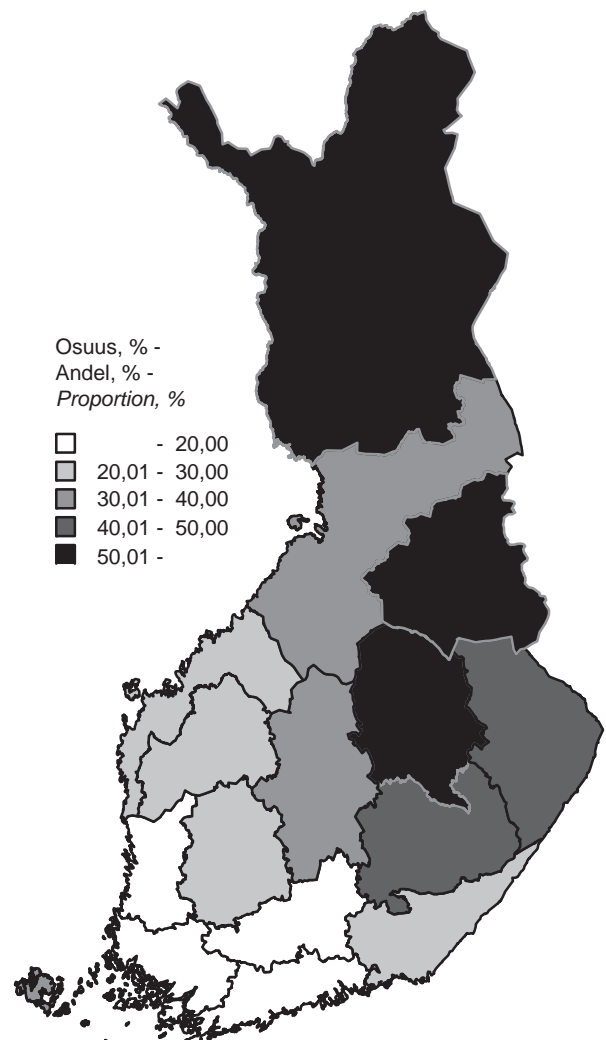 Osuus, % -
Andel, % -
Proportion, %
- 20,00
20,01 - 30,00
30,01 - 40,00
40,01 - 50,00
50,01 -